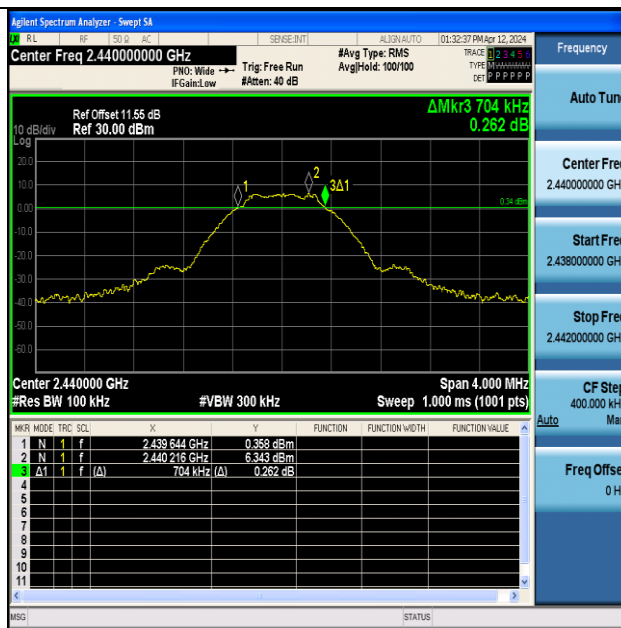 Agilent Spectrum Analyzer - Swept SA
RL RF 50 Ω AC SENSE:INT ALIGN AUTO 01:32:37 PM Apr 12, 2024
Center Freq 2.440000000 GHz
PNO: Wide
IFGain:Low
Trig: Free Run
#Atten: 40 dB
#Avg Type: RMS
Avg|Hold: 100/100
TRACE 1 2 3 4 5 6
TYPE M
DET P P P P P P
Ref Offset 11.55 dB
10 dB/div Ref 30.00 dBm
Log
ΔMkr3 704 kHz
0.262 dB
20.0
10.0
0.00
-10.0
-20.0
-30.0
-40.0
-50.0
-60.0
1
2
3Δ1
0.34 dBm
Center 2.440000 GHz Span 4.000 MHz
#Res BW 100 kHz #VBW 300 kHz Sweep 1.000 ms (1001 pts)
MKR MODE TRC SCL X Y FUNCTION FUNCTION WIDTH FUNCTION VALUE
1 N 1 f 2.439 644 GHz 0.358 dBm
2 N 1 f 2.440 216 GHz 6.343 dBm
3 Δ1 1 f (Δ) 704 kHz (Δ) 0.262 dB
4
5
6
7
8
9
10
11
MSG STATUS
Frequency
Auto Tun
Center Fre
2.440000000 GH
Start Fre
2.438000000 GH
Stop Fre
2.442000000 GH
CF Step
400.000 kH
Auto Ma
Freq Offse
0 H